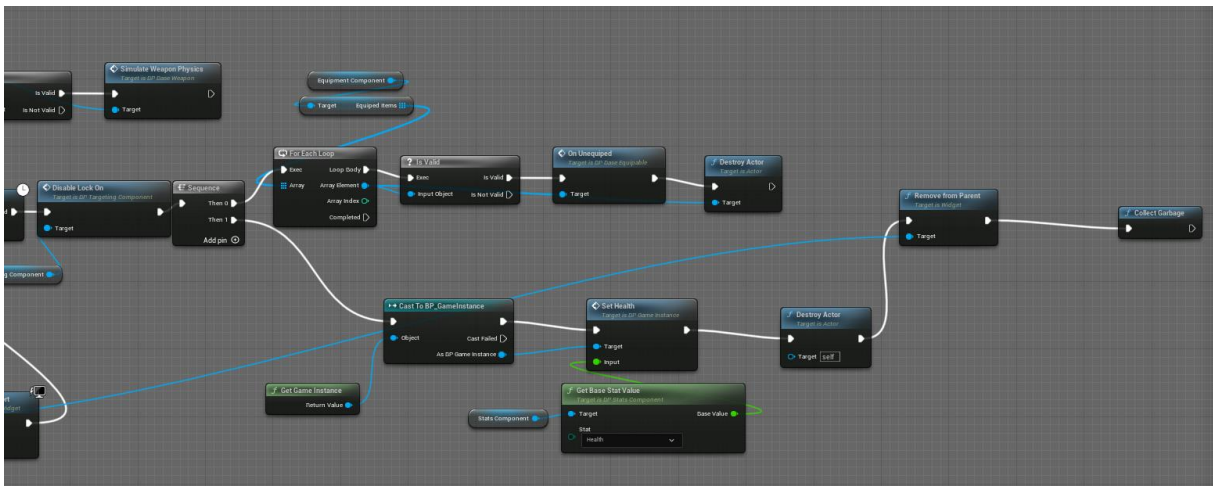 Simulate Weapon Physics
Target is BP Base Weapon
Is Valid
Is Not Valid
Target
Equipment Component
Target Equiped Items
For Each Loop
Exec Loop Body
Array Array Element
Array Index
Completed
? Is Valid
Exec Is Valid
Input Object Is Not Valid
On Unequiped
Target is BP Base Equipable
Target
f Destroy Actor
Target is Actor
Target
Disable Lock On
Target is BP Targeting Component
Target
Sequence
Then 0
Then 1
Add pin
g Component
f Remove from Parent
Target is Widget
Target
f Collect Garbage
Cast To BP_GameInstance
Object Cast Failed
As BP Game Instance
Set Health
Target is BP Game Instance
Target
Input
f Destroy Actor
Target is Actor
Target self
f Get Game Instance
Return Value
Stats Component
f Get Base Stat Value
Target is BP Stats Component
Target Base Value
Stat
Health